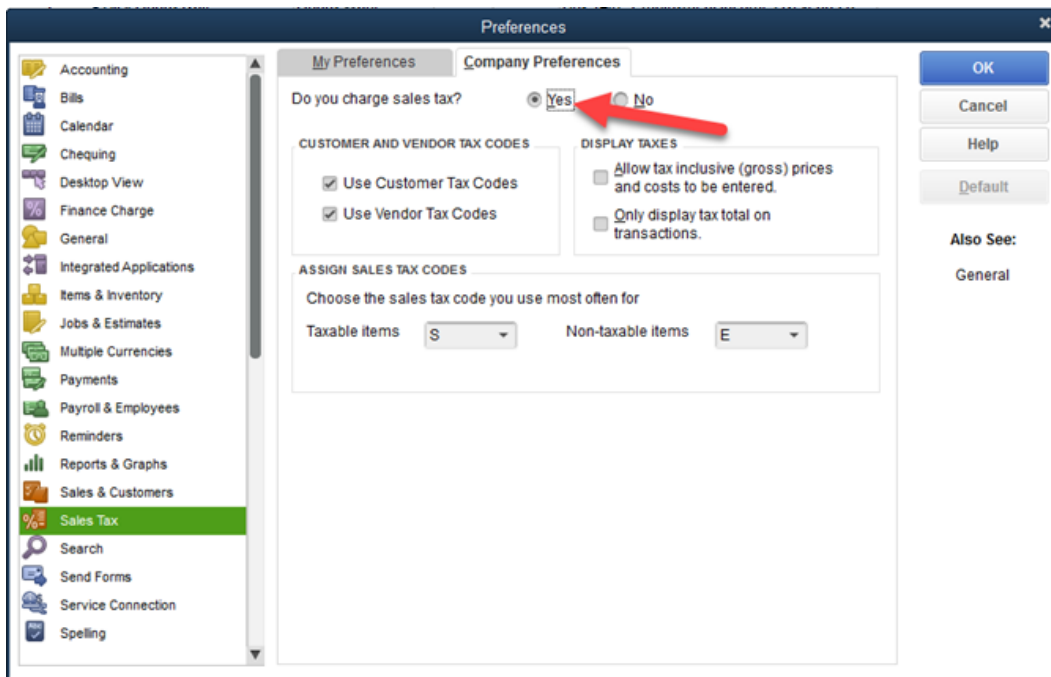 Preferences
Accounting
Bills
Calendar
Chequing
Desktop View
Finance Charge
General
Integrated Applications
Items & Inventory
Jobs & Estimates
Multiple Currencies
Payments
Payroll & Employees
Reminders
Reports & Graphs
Sales & Customers
Sales Tax
Search
Send Forms
Service Connection
Spelling
My Preferences
Company Preferences
Do you charge sales tax? Yes No
CUSTOMER AND VENDOR TAX CODES
Use Customer Tax Codes
Use Vendor Tax Codes
DISPLAY TAXES
Allow tax inclusive (gross) prices
and costs to be entered.
Only display tax total on
transactions.
ASSIGN SALES TAX CODES
Choose the sales tax code you use most often for
Taxable items S Non-taxable items E
OK
Cancel
Help
Default
Also See:
General